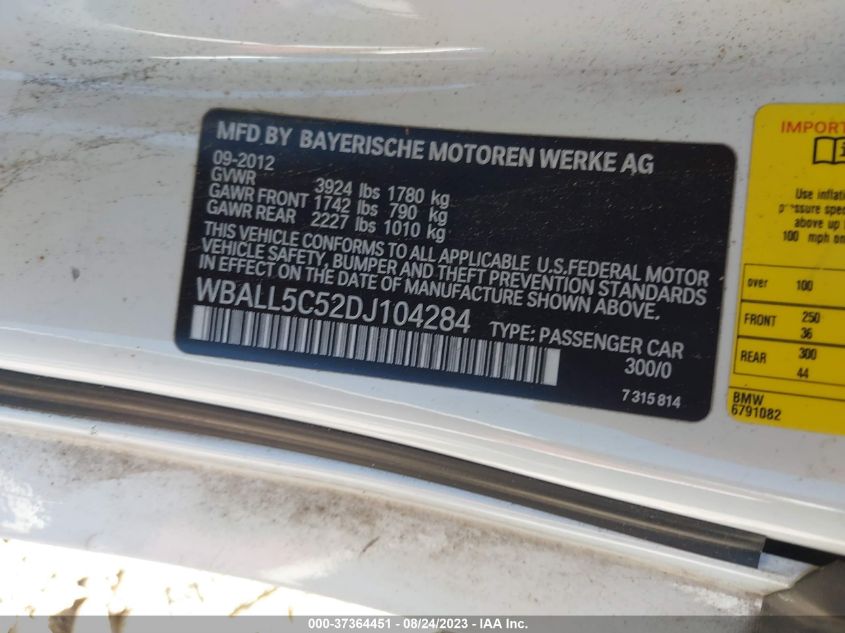 MFD BY BAYERISCHE MOTOREN WERKE AG
09-2012
GVWR 3924 lbs 1780 kg
GAWR FRONT 1742 lbs 790 kg
GAWR REAR 2227 lbs 1010 kg
THIS VEHICLE CONFORMS TO ALL APPLICABLE U.S.FEDERAL MOTOR
VEHICLE SAFETY, BUMPER AND THEFT PREVENTION STANDARDS
IN EFFECT ON THE DATE OF MANUFACTURE SHOWN ABOVE.
WBALL5C52DJ104284 TYPE: PASSENGER CAR
300/0
7 315 814
IMPORT
Use inflat
pressure spe
above up
100 mph on
over 100
FRONT 250
36
REAR 300
44
BMW
6791082
000-37364451 - 08/24/2023 - IAA Inc.